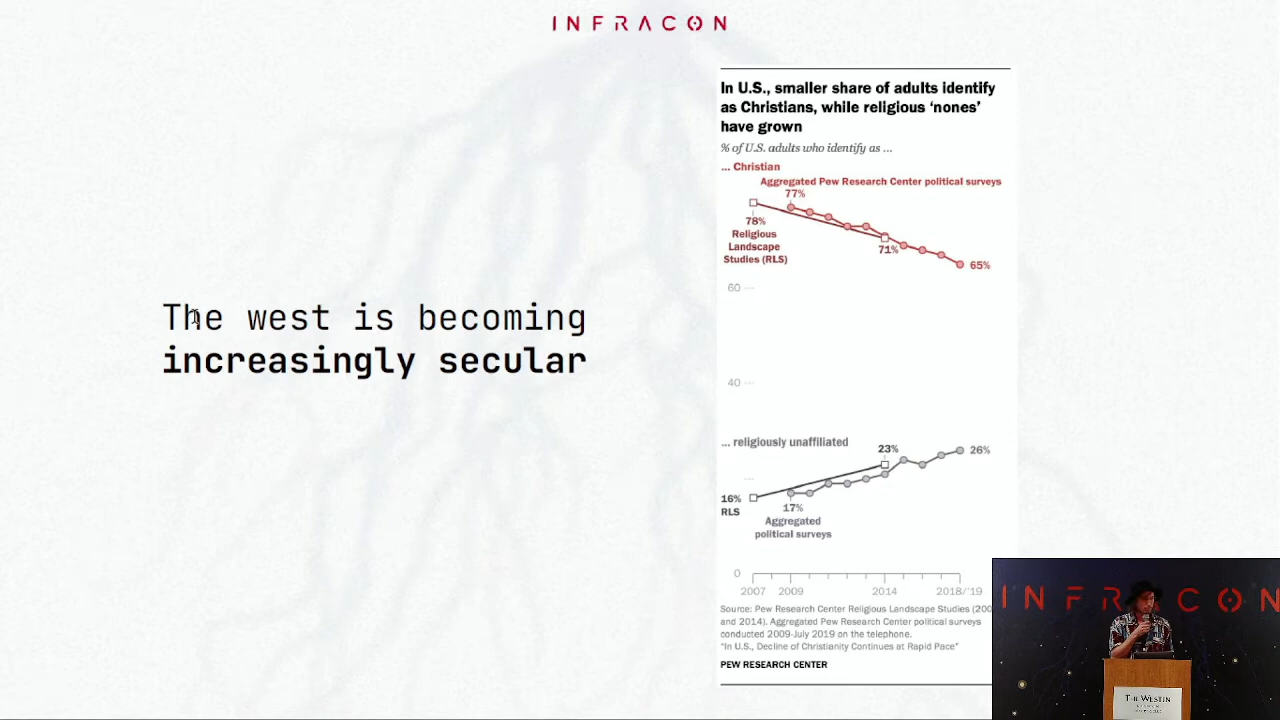 INFRACON
The west is becoming
increasingly secular
In U.S., smaller share of adults identify
as Christians, while religious ‘nones’
have grown
% of U.S. adults who identify as ...
... Christian
Aggregated Pew Research Center political surveys
77%
78%
Religious
Landscape
Studies (RLS)
71%
65%
60
40
... religiously unaffiliated
23%
26%
16%
RLS
17%
Aggregated
political surveys
0
2007 2009 2014 2018/'19
Source: Pew Research Center Religious Landscape Studies (200
and 2014). Aggregated Pew Research Center political surveys
conducted 2009-July 2019 on the telephone.
“In U.S., Decline of Christianity Continues at Rapid Pace”
PEW RESEARCH CENTER
INFRACON
THE WESTIN